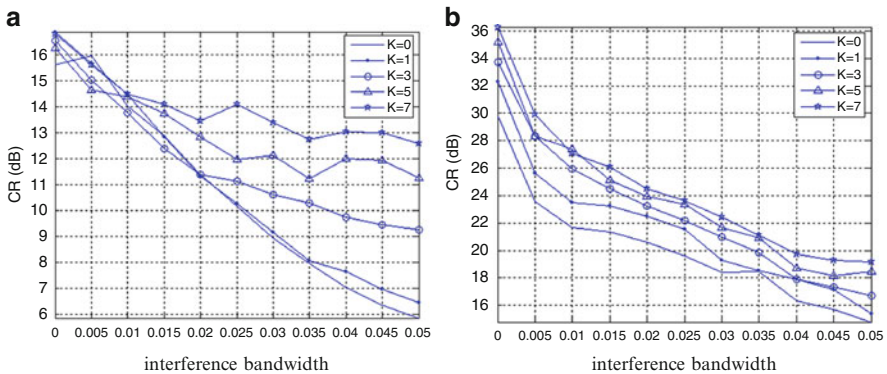 a
CR (dB)
16
15
14
13
12
11
10
9
8
7
6
0 0.005 0.01 0.015 0.02 0.025 0.03 0.035 0.04 0.045 0.05
K=0
K=1
K=3
K=5
K=7
interference bandwidth
b
CR (dB)
36
34
32
30
28
26
24
22
20
18
16
0 0.005 0.01 0.015 0.02 0.025 0.03 0.035 0.04 0.045 0.05
K=0
K=1
K=3
K=5
K=7
interference bandwidth